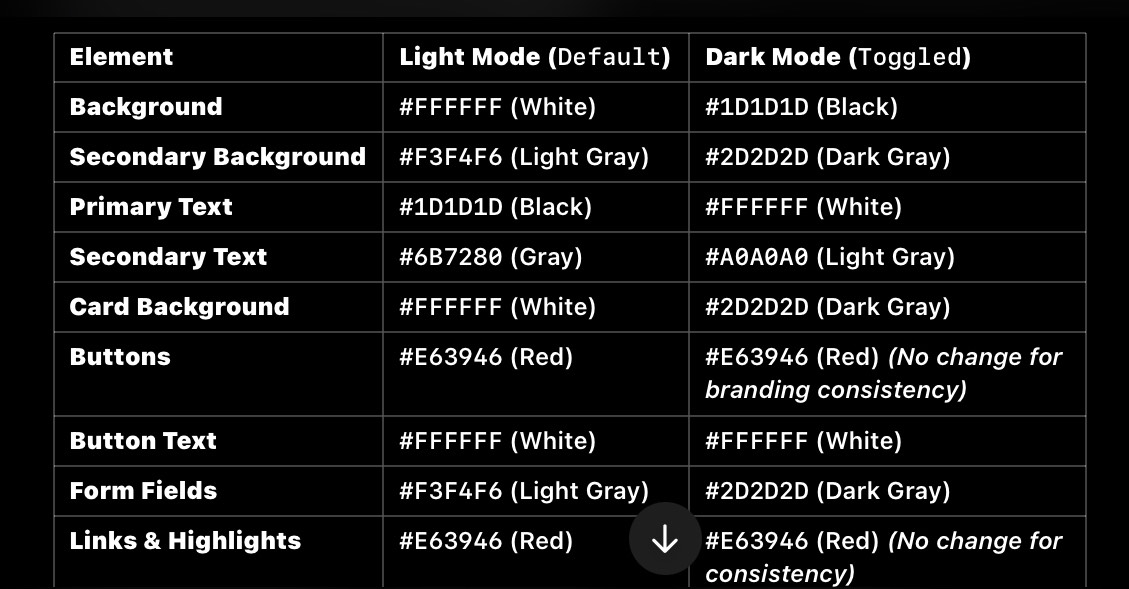 Element Light Mode (Default) Dark Mode (Toggled)
Background #FFFFFF (White) #1D1D1D (Black)
Secondary Background #F3F4F6 (Light Gray) #2D2D2D (Dark Gray)
Primary Text #1D1D1D (Black) #FFFFFF (White)
Secondary Text #6B7280 (Gray) #A0A0A0 (Light Gray)
Card Background #FFFFFF (White) #2D2D2D (Dark Gray)
Buttons #E63946 (Red) #E63946 (Red) (No change for
branding consistency)
Button Text #FFFFFF (White) #FFFFFF (White)
Form Fields #F3F4F6 (Light Gray) #2D2D2D (Dark Gray)
Links & Highlights #E63946 (Red) #E63946 (Red) (No change for
consistency)